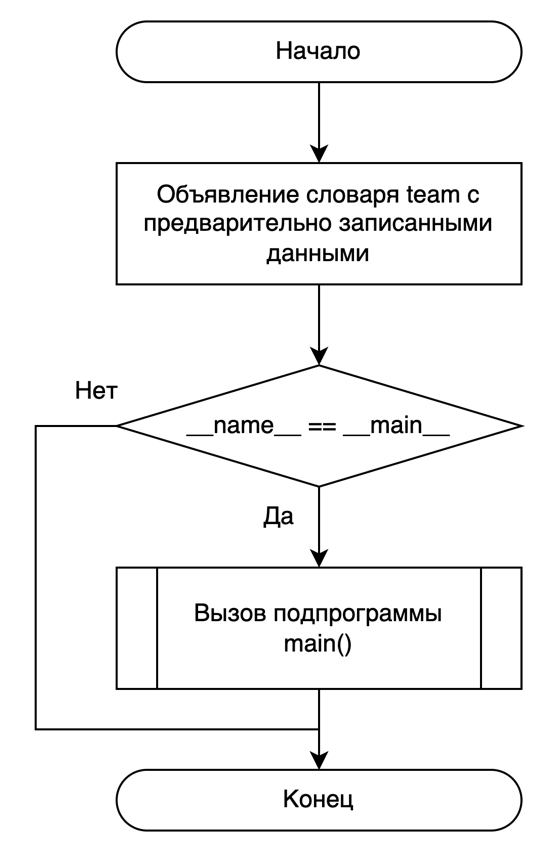 Начало
Объявление словаря team с
предварительно записанными
данными
Нет
__name__ == __main__
Да
Вызов подпрограммы
main()
Конец